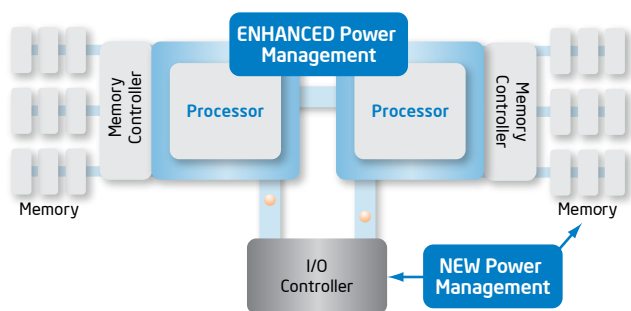 ENHANCED Power
Management
Memory
Controller
Processor
Processor
Memory
Controller
Memory
Memory
I/O
Controller
NEW Power
Management